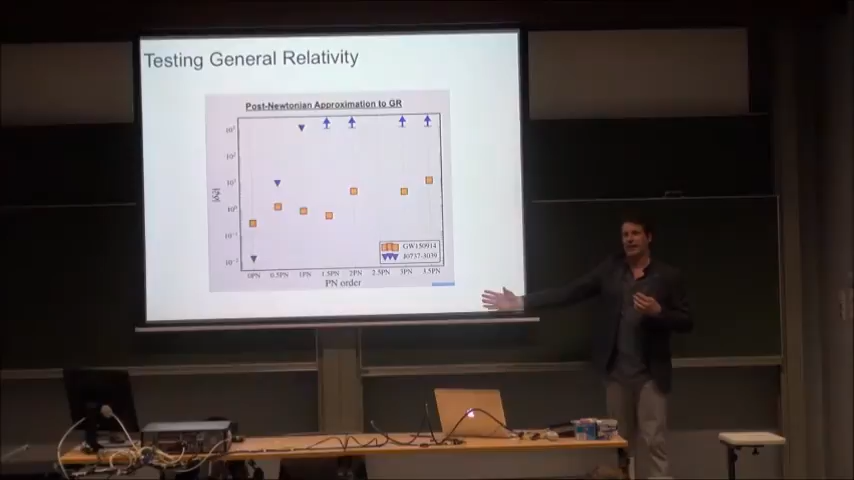 Testing General Relativity
Post-Newtonian Approximation to GR
GW150914
J0737-3039
0PN 0.5PN 1PN 1.5PN 2PN 2.5PN 3PN 3.5PN
PN order